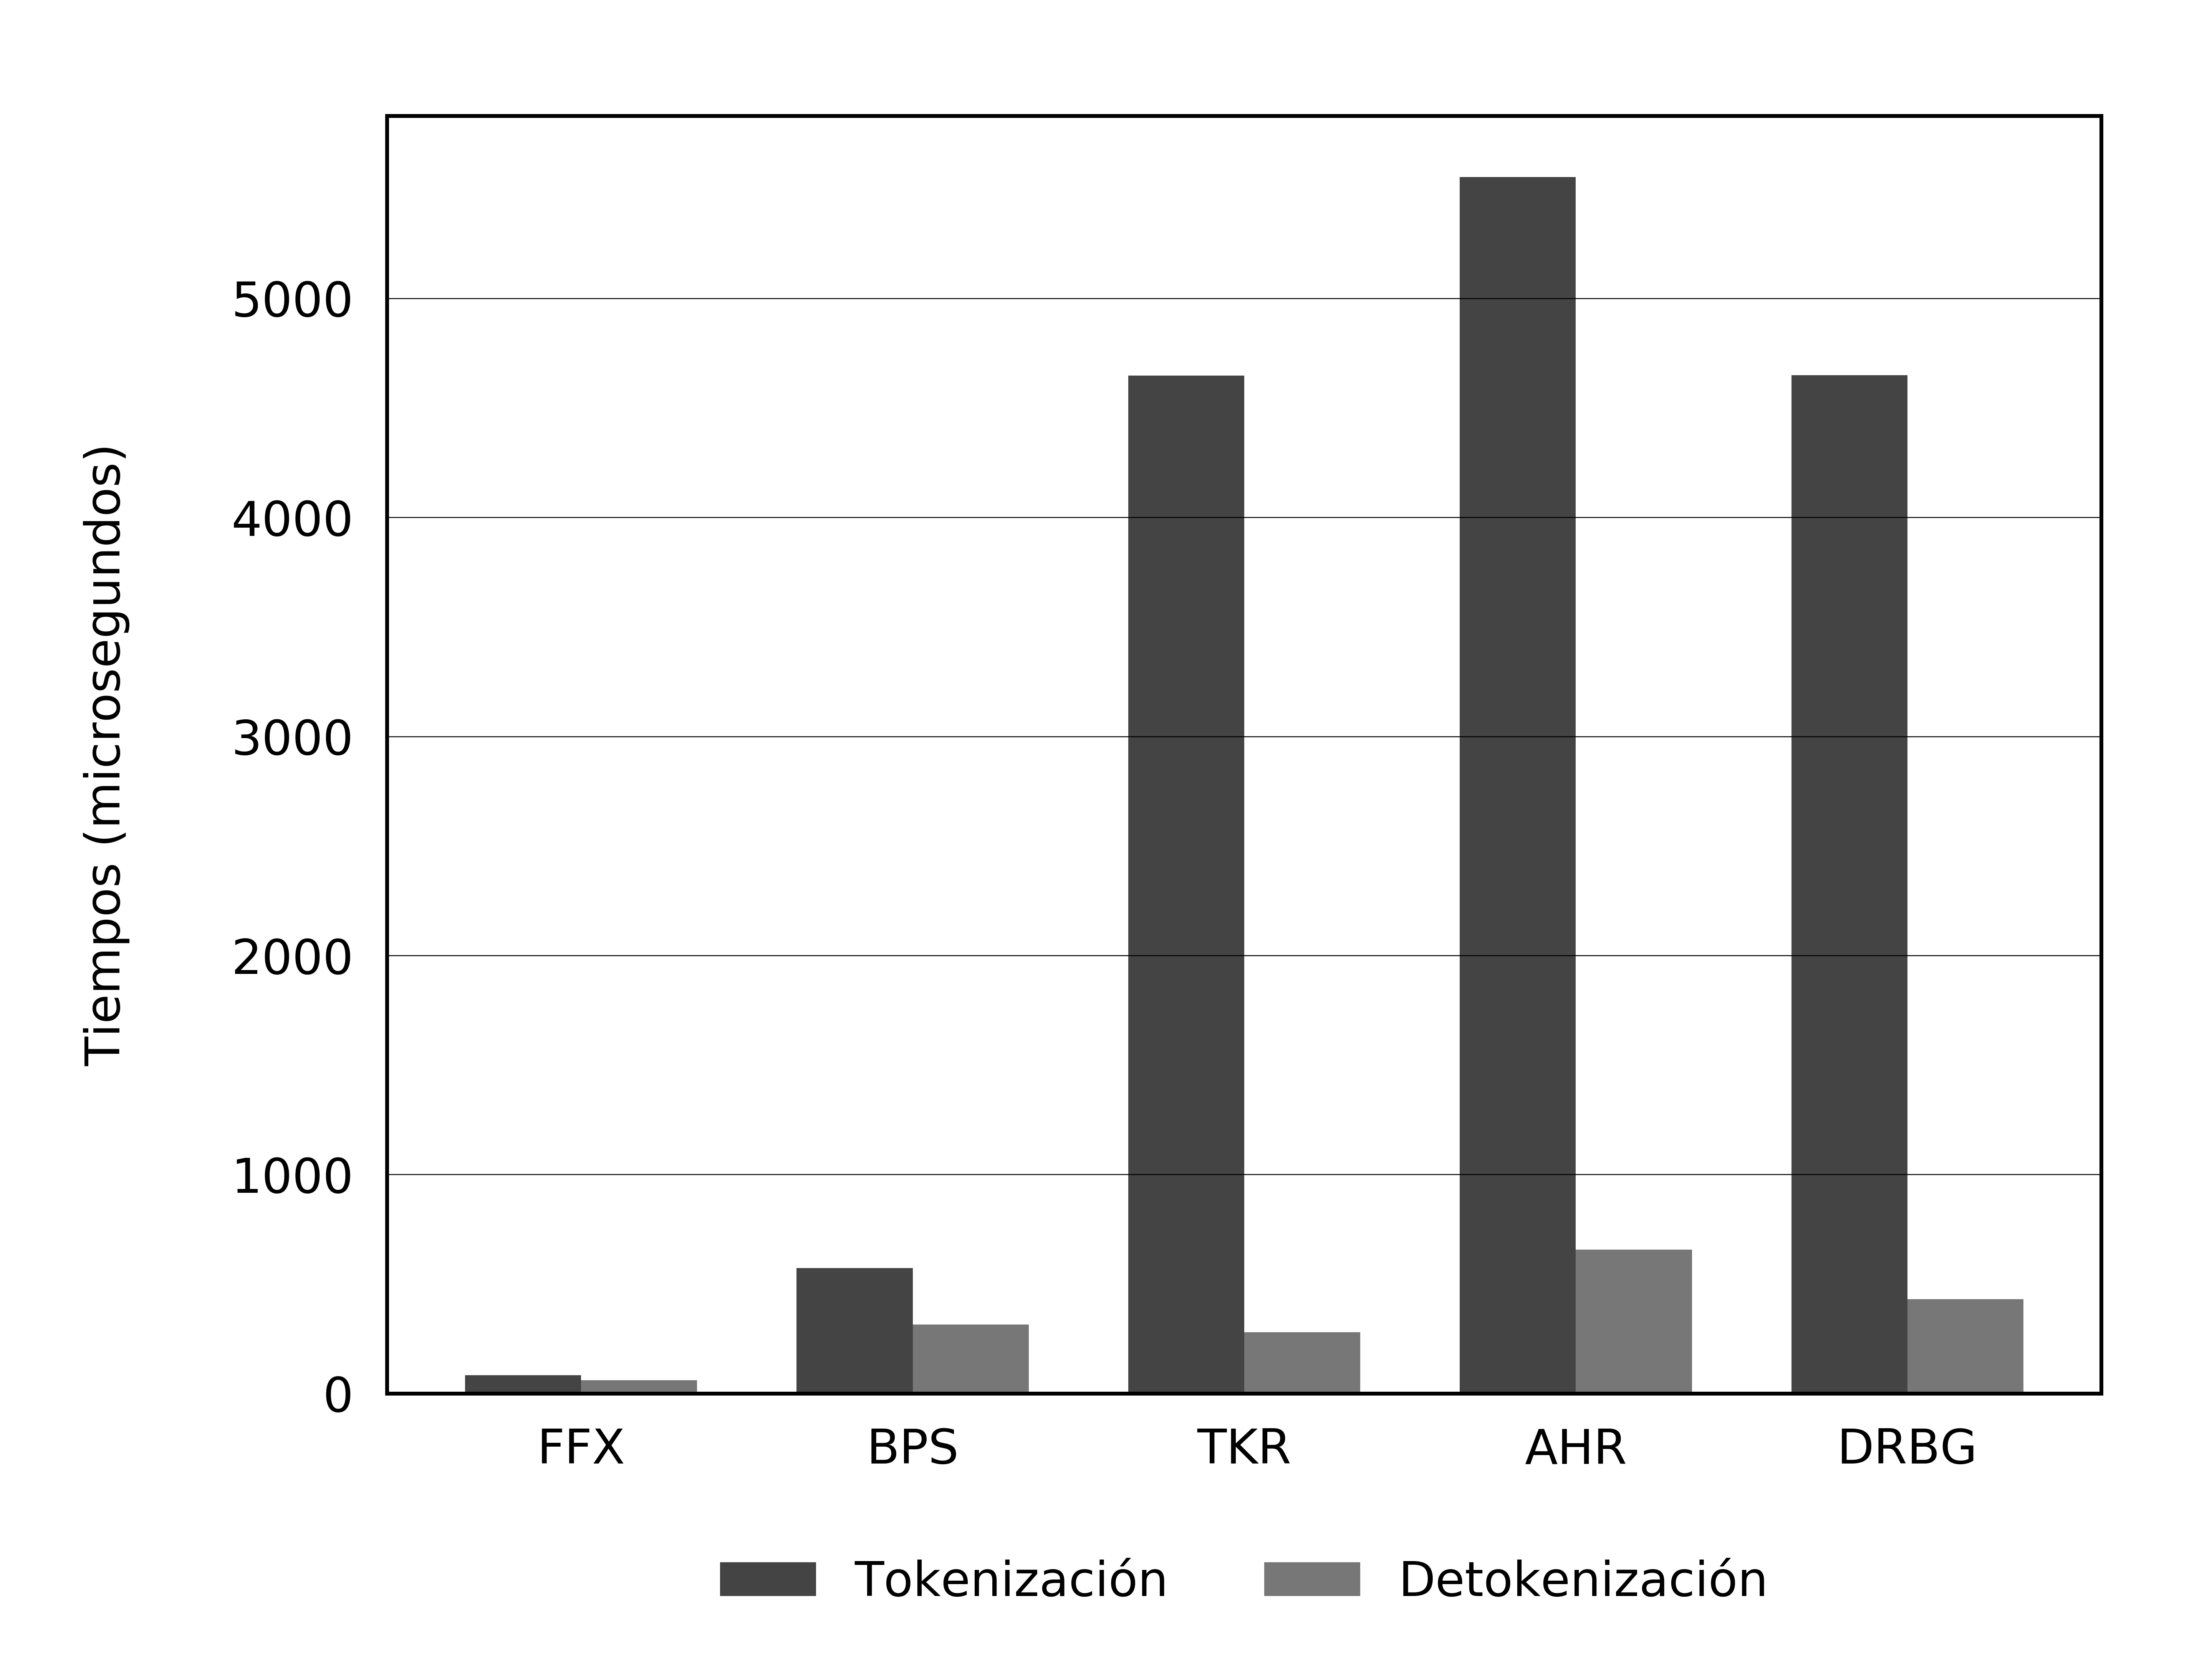 Tiempos (microsegundos)
5000
4000
3000
2000
1000
0
FFX BPS TKR AHR DRBG
Tokenización Detokenización